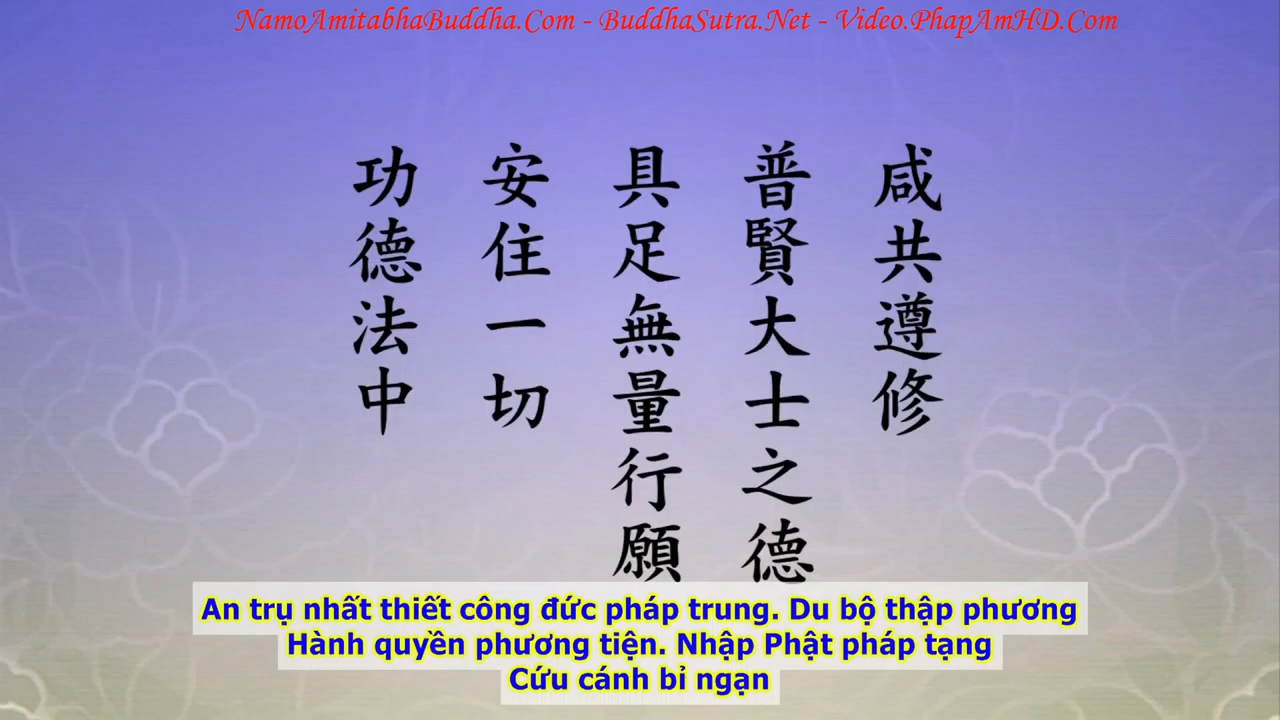 NamoAmitabhaBuddha.Com - BuddhaSutra.Net - Video.PhapAmHD.Com
咸共遵修
普賢大士之德
具足無量行願
安住一切
功德法中
An trụ nhất thiết công đức pháp trung. Du bộ thập phương
Hành quyền phương tiện. Nhập Phật pháp tạng
Cứu cánh bỉ ngạn